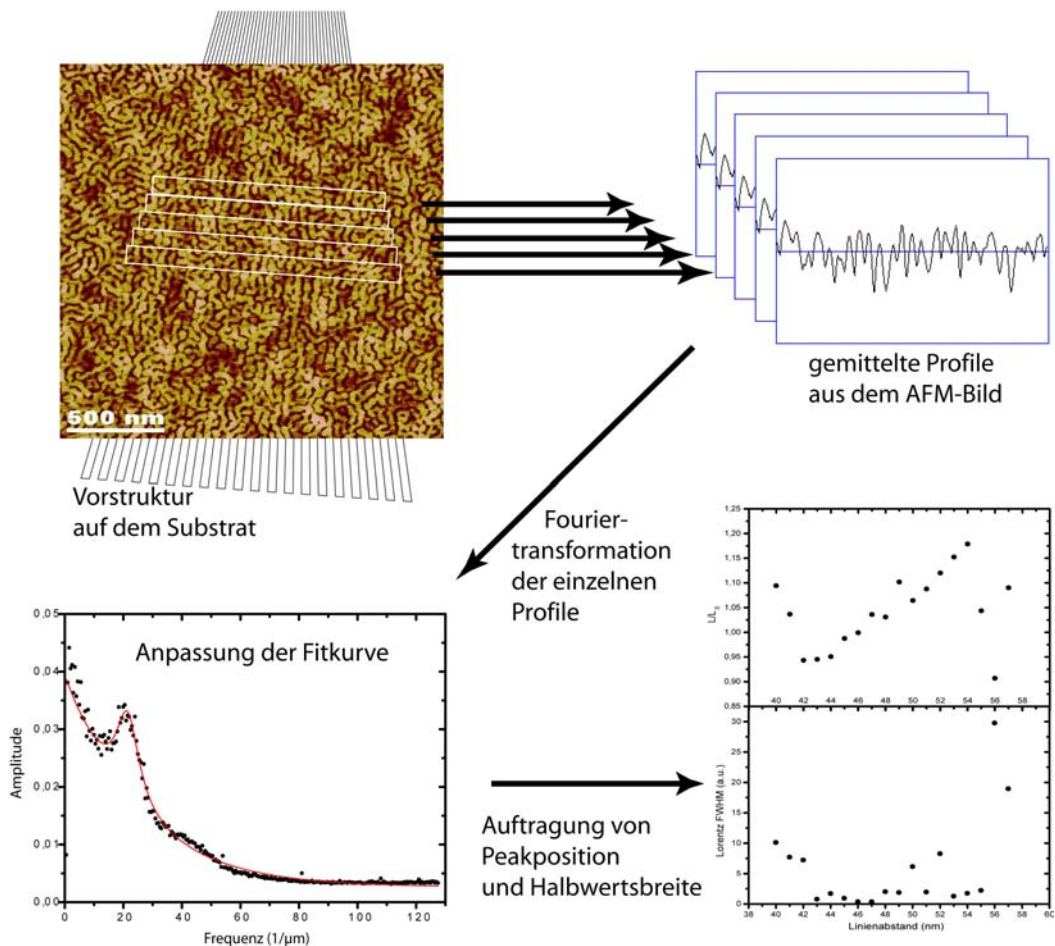 500 nm
Vorstruktur
auf dem Substrat
gemittelte Profile
aus dem AFM-Bild
Fourier-
transformation
der einzelnen
Profile
Anpassung der Fitkurve
Amplitude
0,05
0,04
0,03
0,02
0,01
0,00
0 20 40 60 80 100 120
Frequenz (1/µm)
Auftragung von
Peakposition
und Halbwertsbreite
L/L₀
1,25
1,20
1,15
1,10
1,05
1,00
0,95
0,90
0.85
40 42 44 46 48 50 52 54 56 58
Lorentz FWHM (a.u.)
30
25
20
15
10
5
0
38 40 42 44 46 48 50 52 54 56 58 60
Linienabstand (nm)